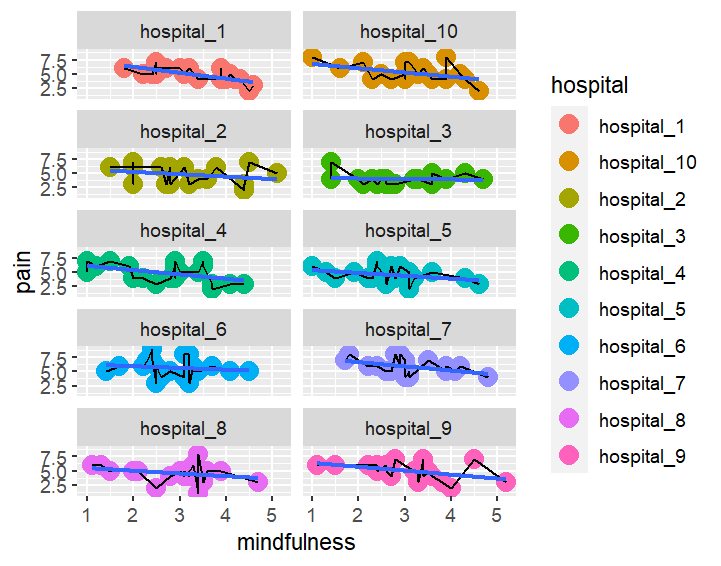 hospital_1
hospital_10
7.5
5.0
2.5
hospital_2
hospital_3
7.5
5.0
2.5
hospital_4
hospital_5
7.5
5.0
2.5
hospital_6
hospital_7
7.5
5.0
2.5
hospital_8
hospital_9
7.5
5.0
2.5
1 2 3 4 5 1 2 3 4 5
mindfulness
pain
hospital
hospital_1
hospital_10
hospital_2
hospital_3
hospital_4
hospital_5
hospital_6
hospital_7
hospital_8
hospital_9